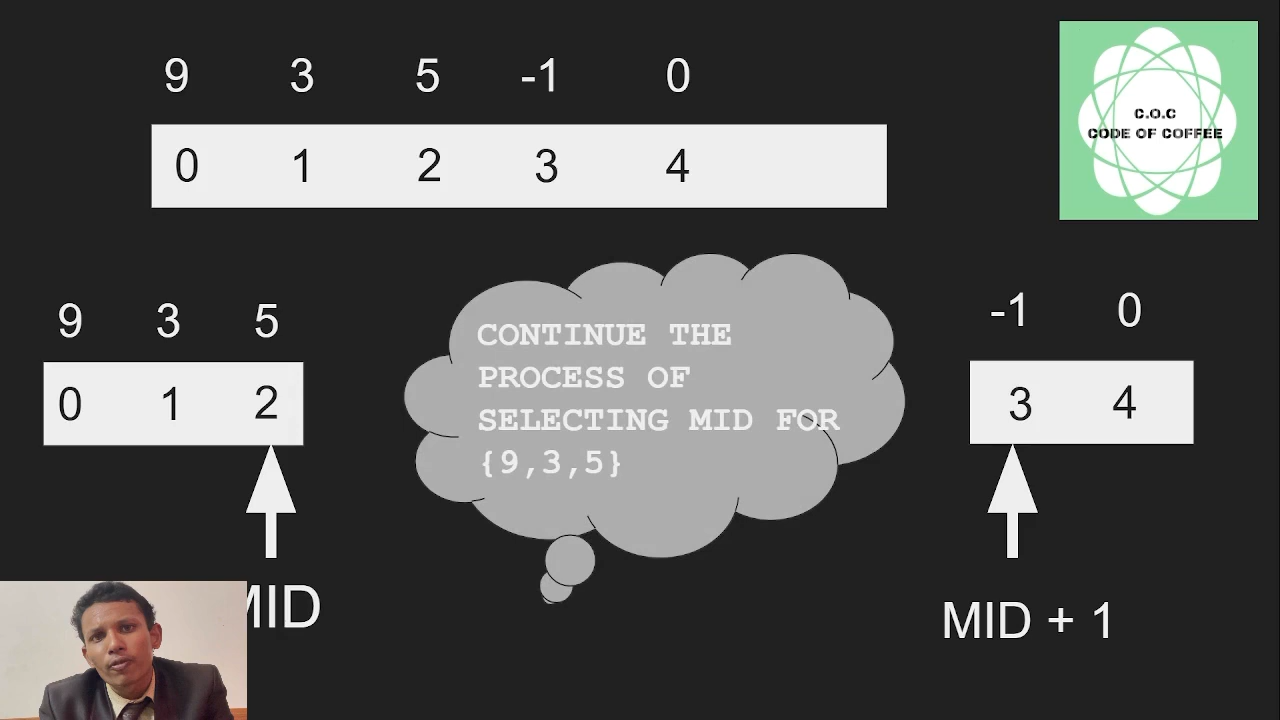 9 3 5 -1 0
0 1 2 3 4
C.O.C
CODE OF COFFEE
9 3 5
0 1 2
CONTINUE THE
PROCESS OF
SELECTING MID FOR
{9,3,5}
-1 0
3 4
MID
MID + 1